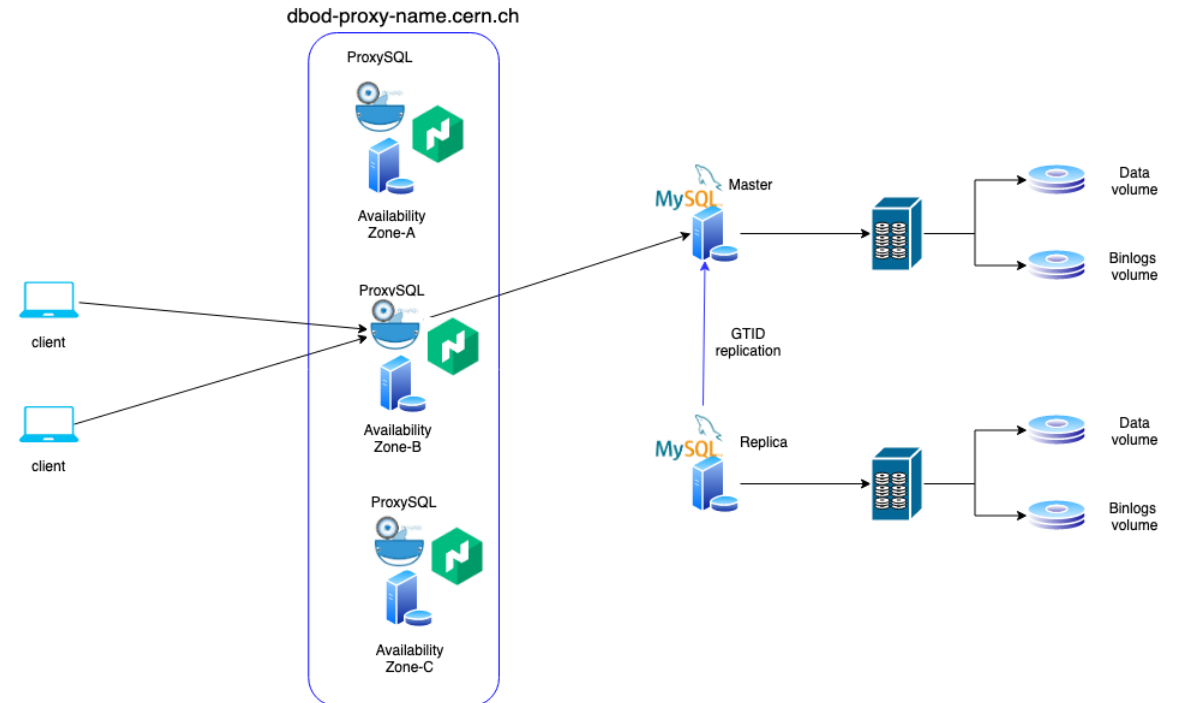 dbod-proxy-name.cern.ch
ProxySQL
Availability
Zone-A
ProxySQL
Availability
Zone-B
ProxySQL
Availability
Zone-C
client
client
MySQL
Master
GTID
replication
MySQL
Replica
Data
volume
Binlogs
volume
Data
volume
Binlogs
volume